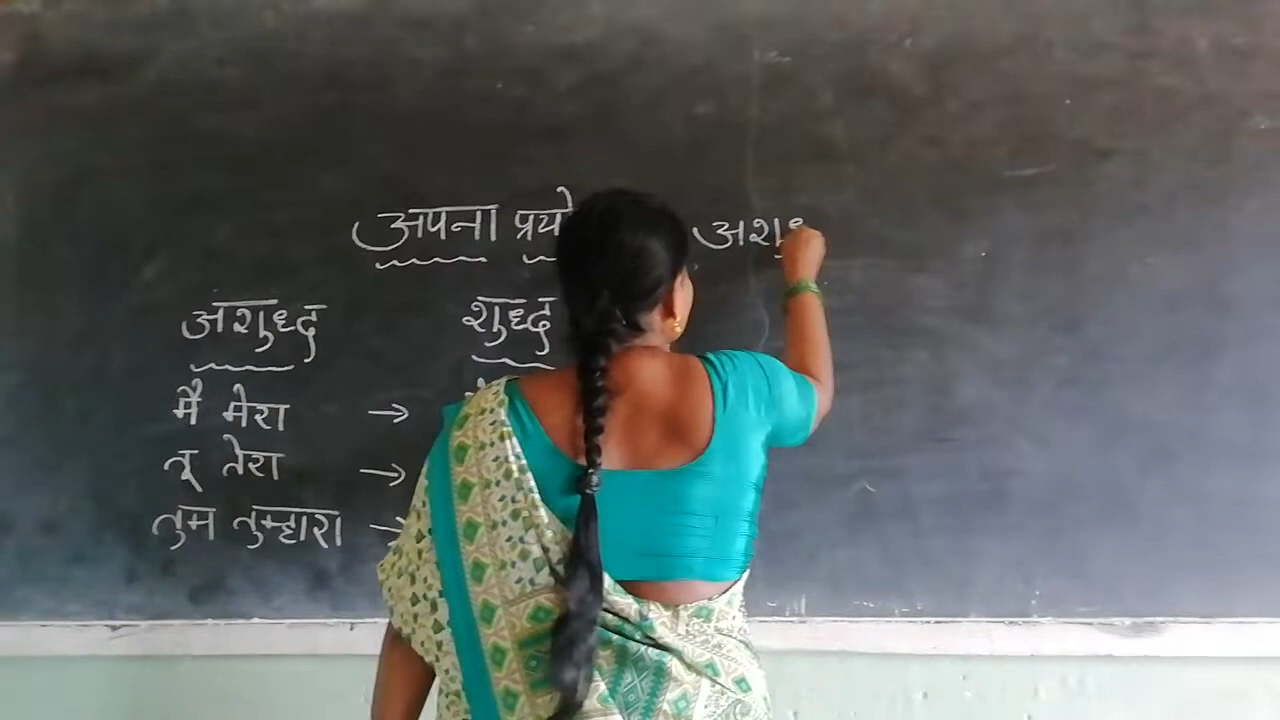 अपना प्रयो
अशुध्द शुध्द अशु
मै मेरा →
तू तेरा →
तुम तुम्हारा →